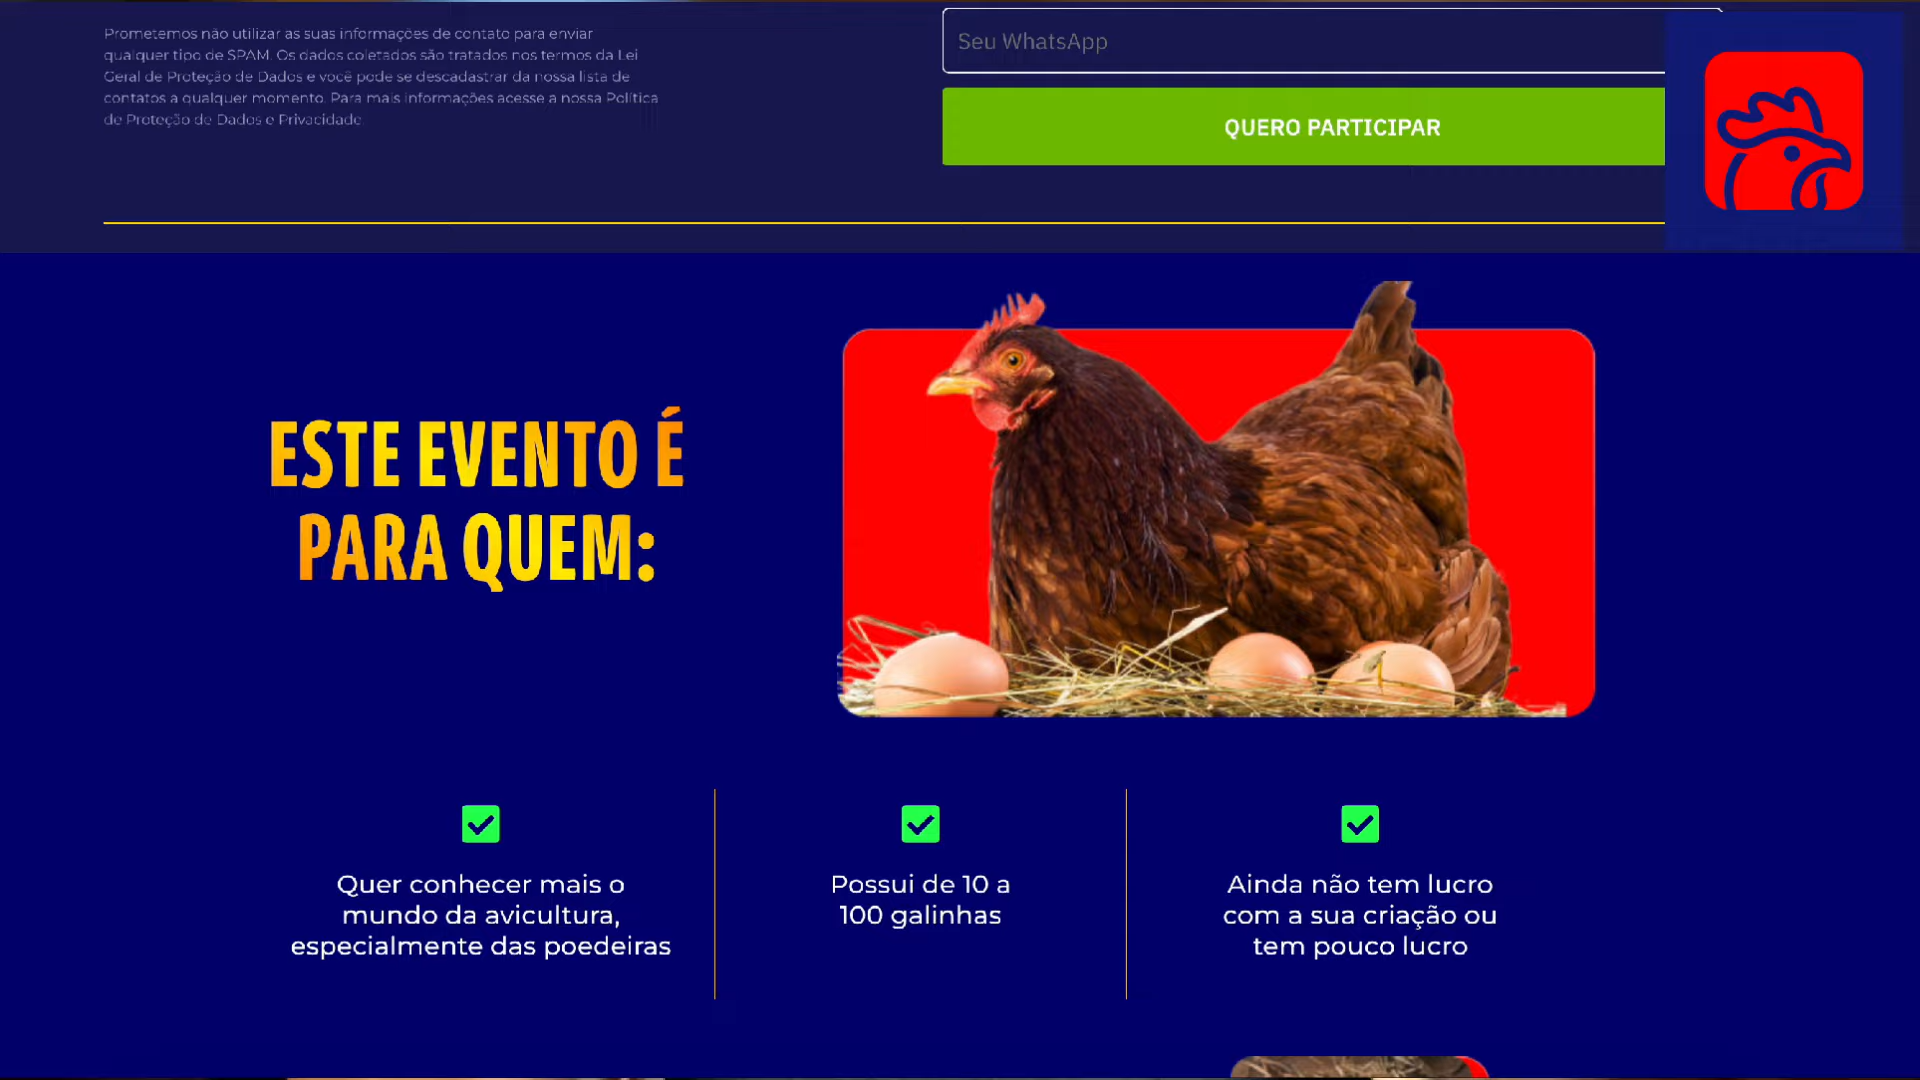 Prometemos não utilizar as suas informações de contato para enviar
qualquer tipo de SPAM. Os dados coletados são tratados nos termos da Lei
Geral de Proteção de Dados e você pode se descadastrar da nossa lista de
contatos a qualquer momento. Para mais informações acesse a nossa Política
de Proteção de Dados e Privacidade.
Seu WhatsApp
QUERO PARTICIPAR
ESTE EVENTO É
PARA QUEM:
Quer conhecer mais o
mundo da avicultura,
especialmente das poedeiras
Possui de 10 a
100 galinhas
Ainda não tem lucro
com a sua criação ou
tem pouco lucro